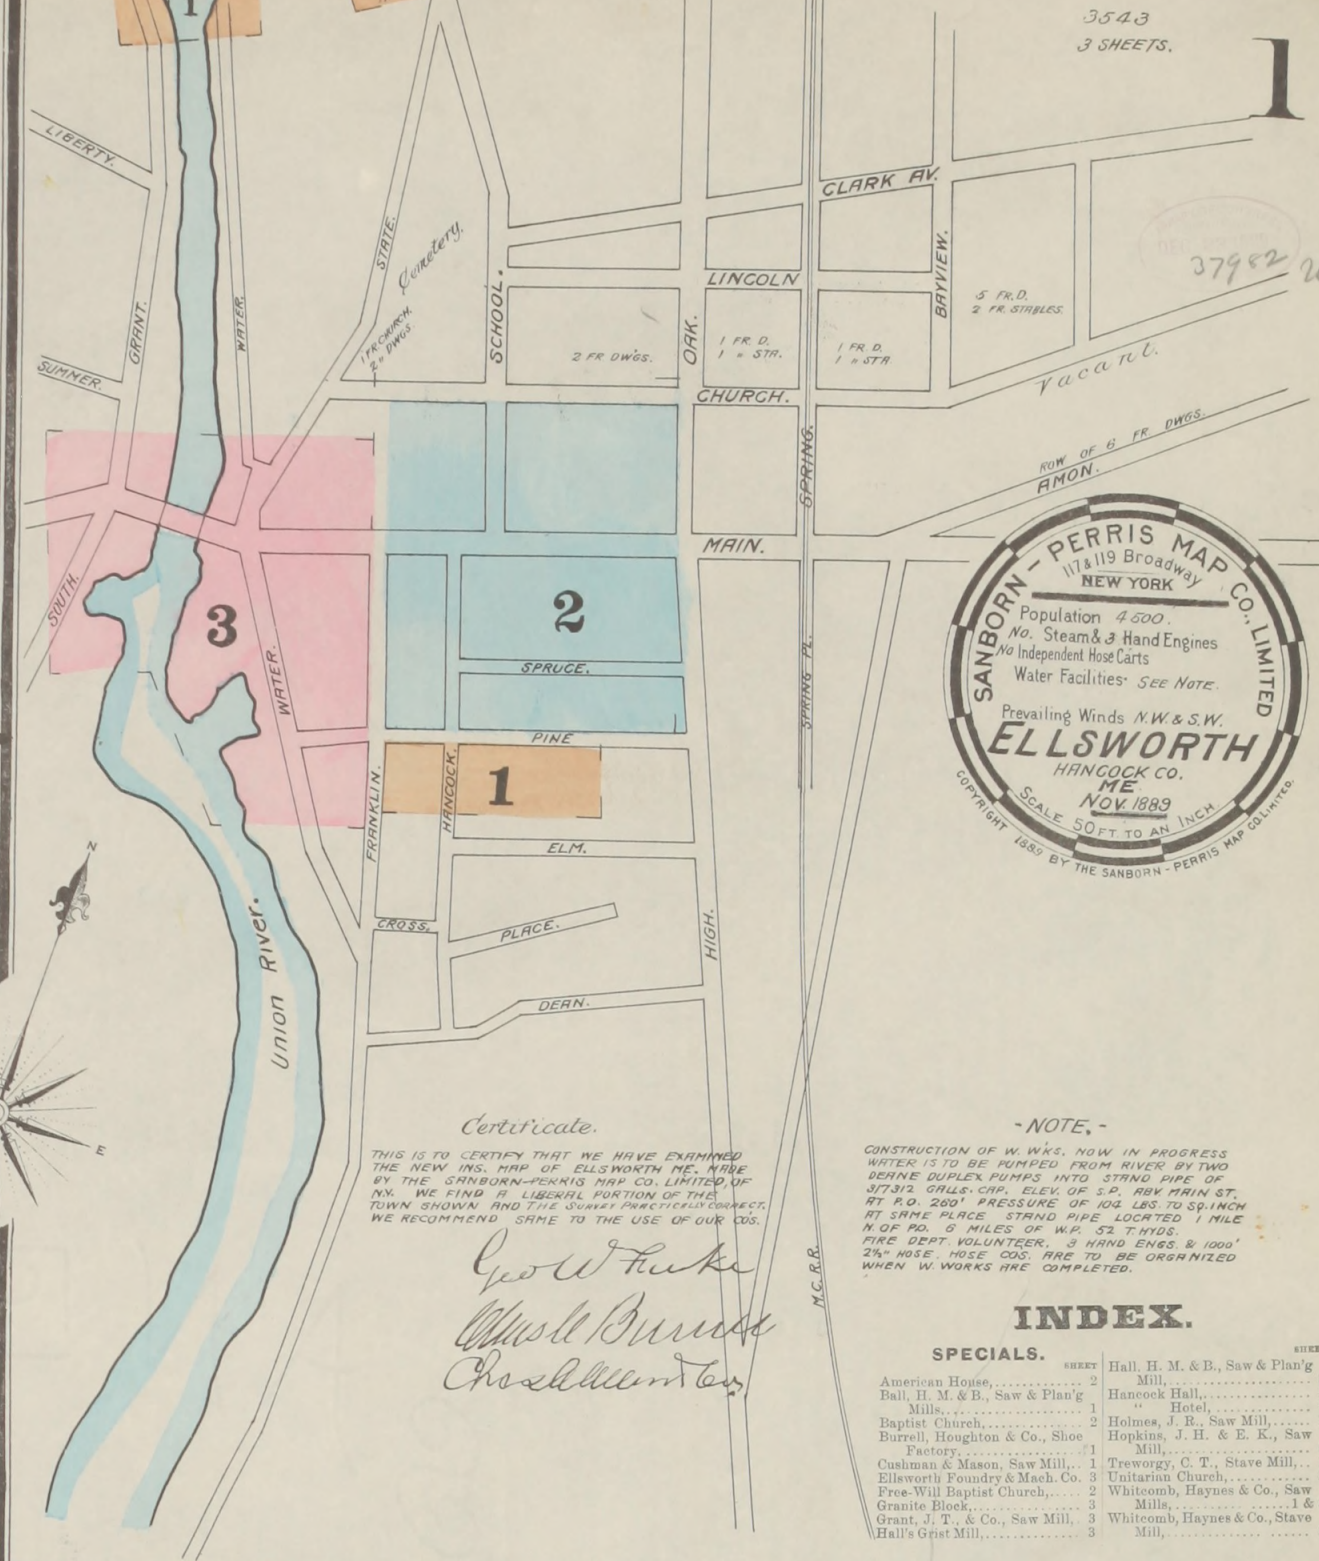 1
3543
3 SHEETS.
1
LIBERTY.
CLARK AV.
STATE.
Cemetery.
37982
LINCOLN
BAYVIEW.
5 FR. D.
2 FR. STABLES.
GRANT.
WATER.
SCHOOL.
OAK.
1 FR. CHURCH.
2 " DWGS
2 FR DW'GS.
1 FR D.
1 " STA.
1 FR D.
1 " STA
Vacant.
SUMMER.
CHURCH.
SPRING.
ROW OF 6 FR DWGS.
AMON.
MAIN.
SOUTH.
3
2
WATER.
SPRUCE.
SPRING PL.
PINE
1
FRANKLIN.
HANCOCK.
ELM.
CROSS.
PLACE.
HIGH.
DEAN.
Union River.
N
E
M.C.R.R.
SANBORN - PERRIS MAP CO., LIMITED
117 & 119 Broadway
NEW YORK
Population 4500.
No. Steam & 3 Hand Engines
No Independent Hose Carts
Water Facilities- SEE NOTE.
Prevailing Winds N.W. & S.W.
ELLSWORTH
HANCOCK CO.
ME
NOV. 1889
SCALE 50 FT TO AN INCH
COPYRIGHT 1889 BY THE SANBORN - PERRIS MAP CO. LIMITED.
Certificate.
THIS IS TO CERTIFY THAT WE HAVE EXAMINED
THE NEW INS. MAP OF ELLSWORTH ME. MADE
BY THE SANBORN-PERRIS MAP CO. LIMITED, OF
N.Y. WE FIND A LIBERAL PORTION OF THE
TOWN SHOWN AND THE SURVEY PRACTICALLY CORRECT.
WE RECOMMEND SAME TO THE USE OF OUR CO'S.
Geo W
-NOTE.-
CONSTRUCTION OF W. W'KS. NOW IN PROGRESS
WATER IS TO BE PUMPED FROM RIVER BY TWO
DEANE DUPLEX PUMPS INTO STAND PIPE OF
317312 GALLS. CAP. ELEV. OF S.P. ABV MAIN ST.
AT P.O. 260' PRESSURE OF 104 LBS. TO SQ. INCH
AT SAME PLACE STAND PIPE LOCATED 1 MILE
N. OF P.O. 6 MILES OF W.P. 52 T. HYDS.
FIRE DEPT. VOLUNTEER, 3 HAND ENGS. & 1000'
2½" HOSE. HOSE COS. ARE TO BE ORGANIZED
WHEN W. WORKS ARE COMPLETED.
INDEX.
SPECIALS.
SHEET
American House,............ 2
Ball, H. M. & B., Saw & Plan'g
Mills,.................... 1
Baptist Church,............. 2
Burrell, Houghton & Co., Shoe
Factory,.................. 1
Cushman & Mason, Saw Mill,.. 1
Ellsworth Foundry & Mach. Co. 3
Free-Will Baptist Church,..... 2
Granite Block,............... 3
Grant, J. T., & Co., Saw Mill,. 3
Hall's Grist Mill,............. 3
Hall. H. M. & B., Saw & Plan'g
Mill,....................
Hancock Hall,..............
" Hotel,............
Holmes, J. R., Saw Mill,......
Hopkins, J. H. & E. K., Saw
Mill,....................
Treworgy, C. T., Stave Mill,..
Unitarian Church,...........
Whitcomb, Haynes & Co., Saw
Mills,.................1 &
Whitcomb, Haynes & Co., Stave
Mill,....................